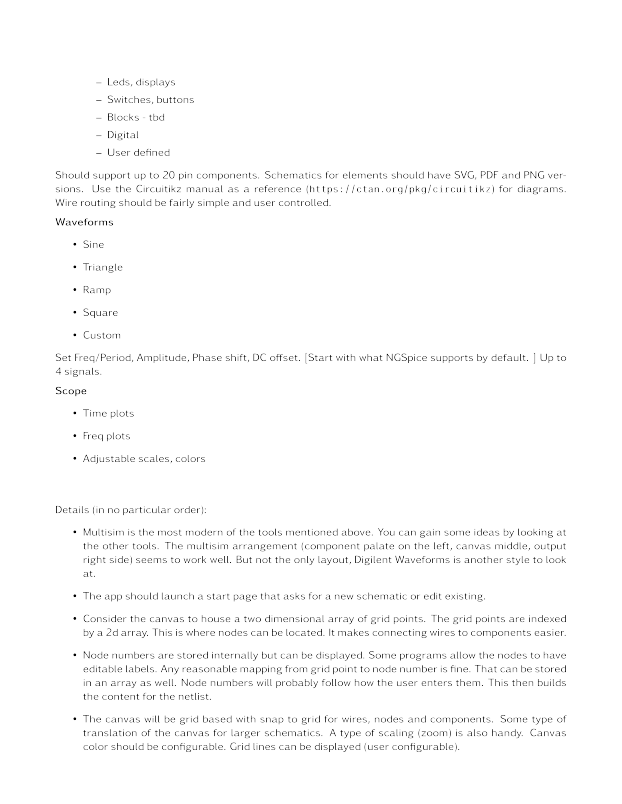 – Leds, displays
– Switches, buttons
– Blocks - tbd
– Digital
– User defined
Should support up to 20 pin components. Schematics for elements should have SVG, PDF and PNG ver-
sions. Use the Circuitikz manual as a reference (https://ctan.org/pkg/circuitikz) for diagrams.
Wire routing should be fairly simple and user controlled.
Waveforms
• Sine
• Triangle
• Ramp
• Square
• Custom
Set Freq/Period, Amplitude, Phase shift, DC offset. [Start with what NGSpice supports by default. ] Up to
4 signals.
Scope
• Time plots
• Freq plots
• Adjustable scales, colors
Details (in no particular order):
• Multisim is the most modern of the tools mentioned above. You can gain some ideas by looking at
the other tools. The multisim arrangement (component palate on the left, canvas middle, output
right side) seems to work well. But not the only layout, Digilent Waveforms is another style to look
at.
• The app should launch a start page that asks for a new schematic or edit existing.
• Consider the canvas to house a two dimensional array of grid points. The grid points are indexed
by a 2d array. This is where nodes can be located. It makes connecting wires to components easier.
• Node numbers are stored internally but can be displayed. Some programs allow the nodes to have
editable labels. Any reasonable mapping from grid point to node number is fine. That can be stored
in an array as well. Node numbers will probably follow how the user enters them. This then builds
the content for the netlist.
• The canvas will be grid based with snap to grid for wires, nodes and components. Some type of
translation of the canvas for larger schematics. A type of scaling (zoom) is also handy. Canvas
color should be configurable. Grid lines can be displayed (user configurable).